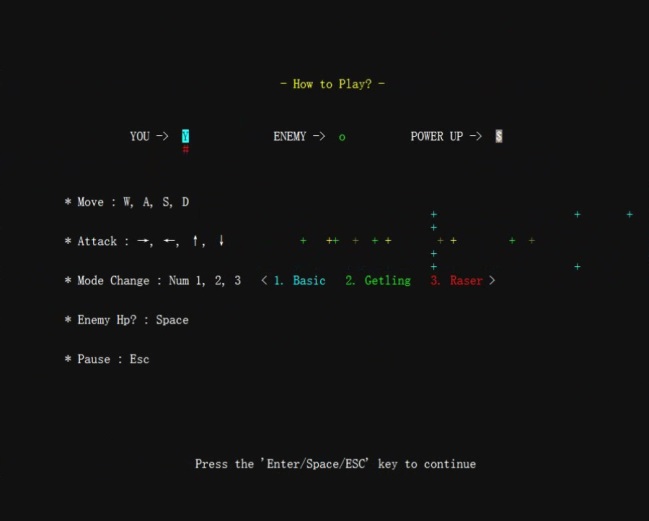 - How to Play? -
YOU -> Y ENEMY -> o POWER UP -> $
#
* Move : W, A, S, D
+ + +
+
* Attack : →, ←, ↑, ↓ + ++ + + + + + + +
+
+ +
* Mode Change : Num 1, 2, 3 < 1. Basic 2. Getling 3. Raser >
* Enemy Hp? : Space
* Pause : Esc
Press the 'Enter/Space/ESC' key to continue